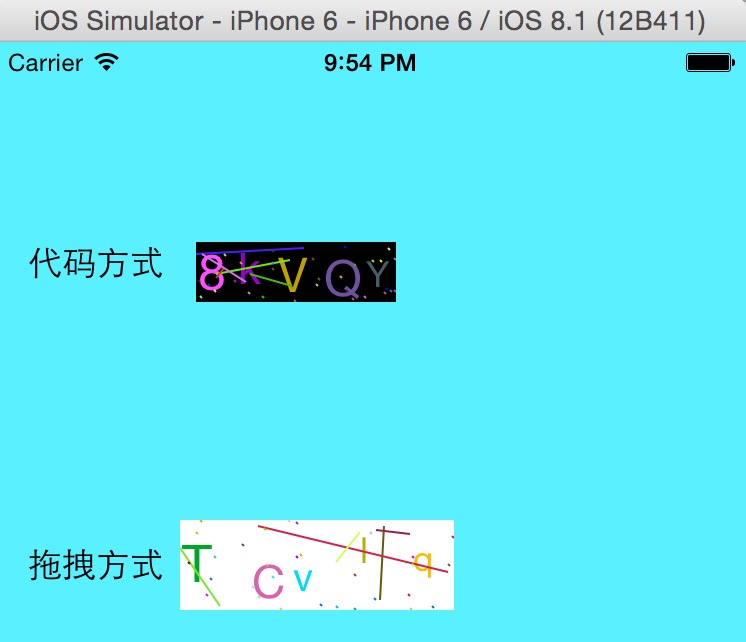 iOS Simulator - iPhone 6 - iPhone 6 / iOS 8.1 (12B411)
Carrier 9:54 PM
代码方式 8kVQY
拖拽方式